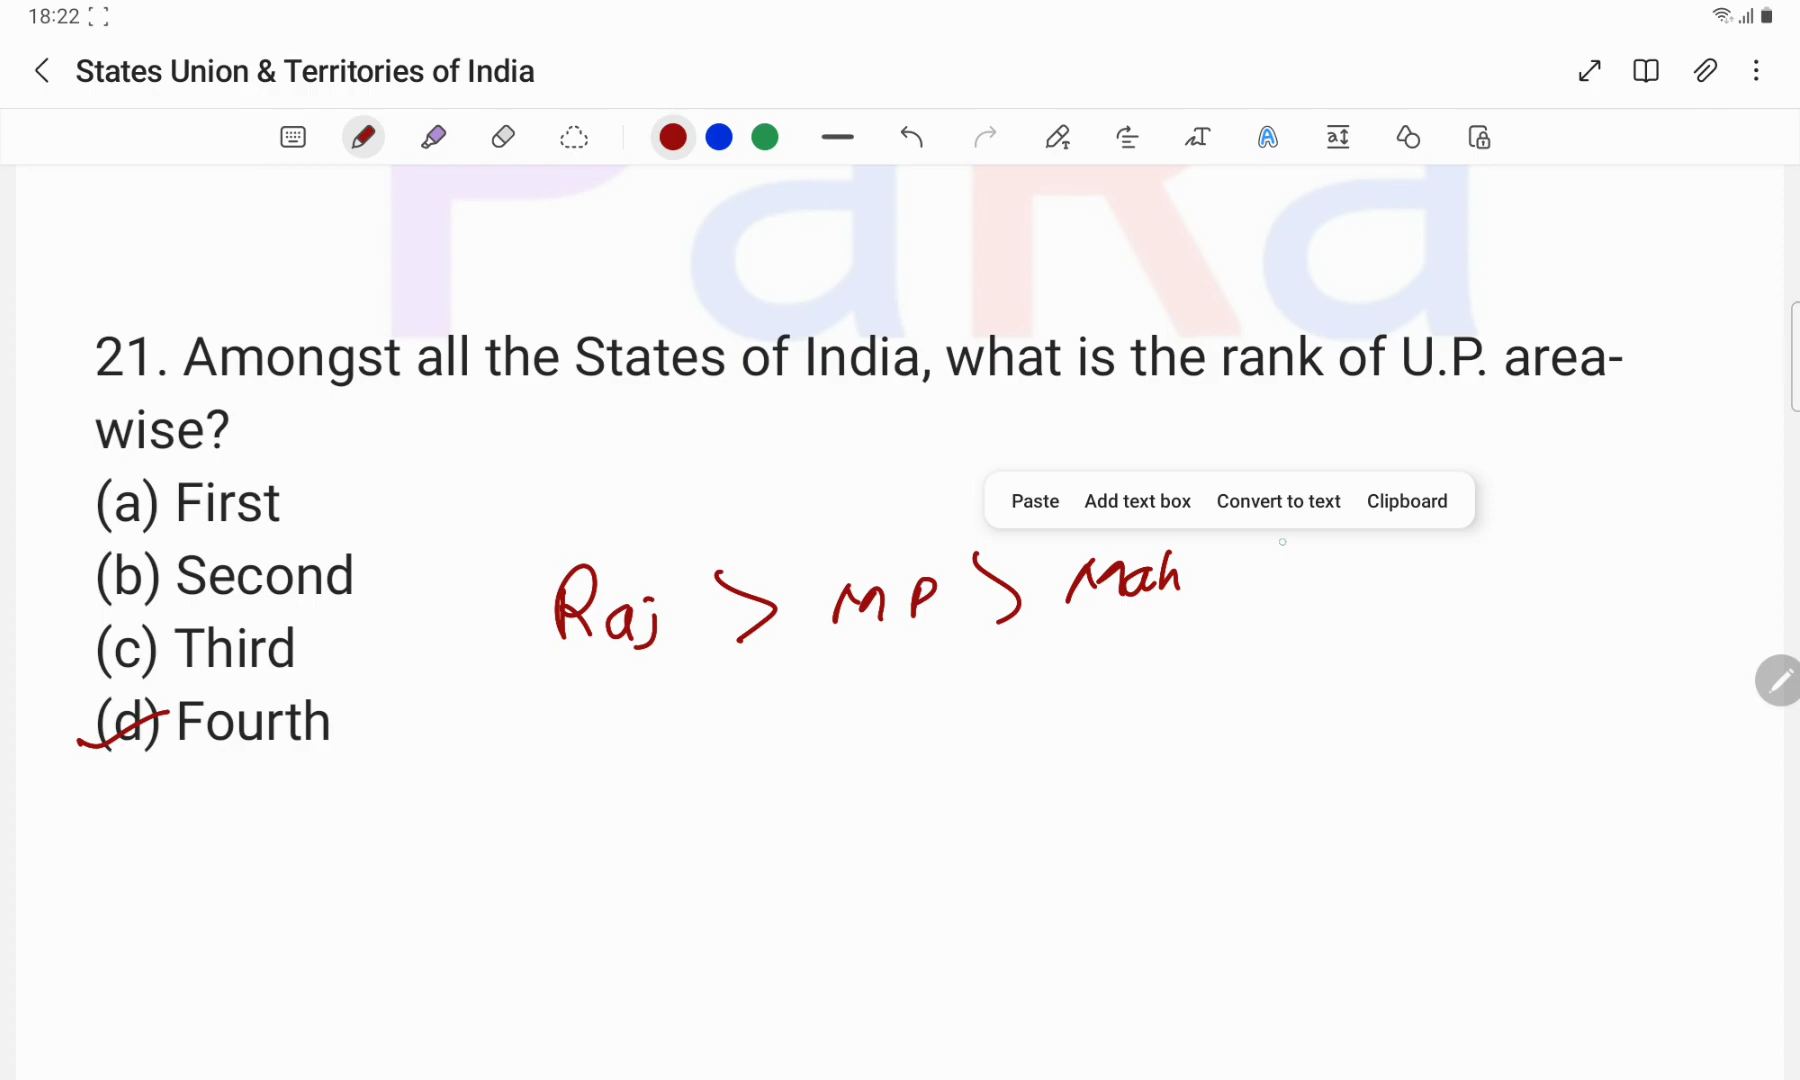 18:22
States Union & Territories of India
PaRa
21. Amongst all the States of India, what is the rank of U.P. area-
wise?
(a) First
Paste Add text box Convert to text Clipboard
(b) Second
Raj > MP > Mah
(c) Third
(d) Fourth